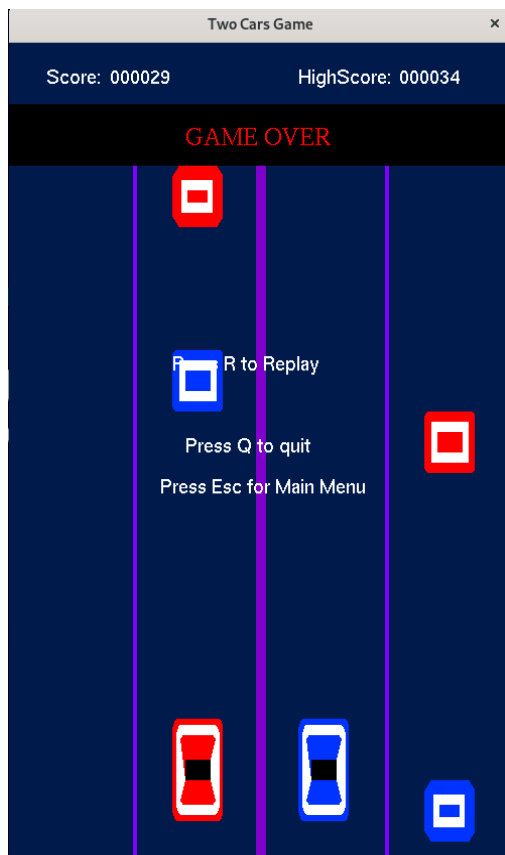 Two Cars Game ×
Score: 000029 HighScore: 000034
GAME OVER
Press R to Replay
Press Q to quit
Press Esc for Main Menu